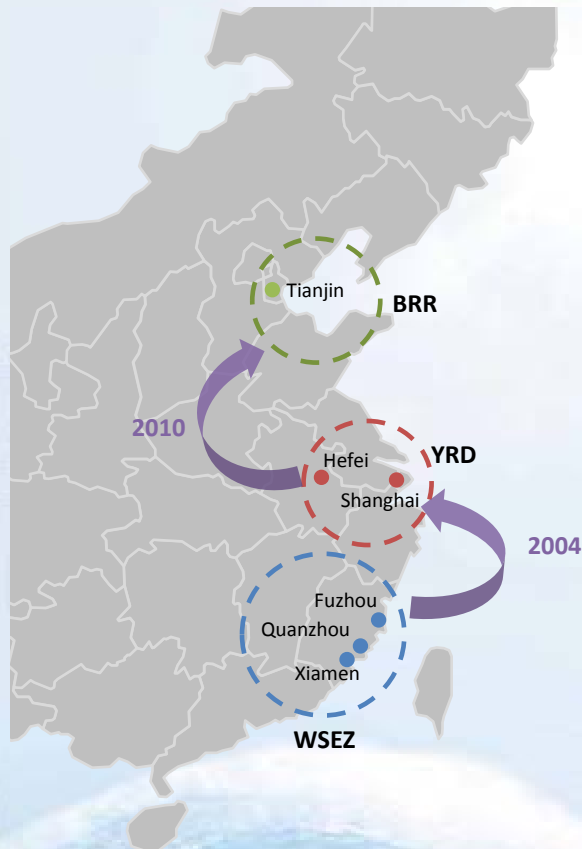 Tianjin
BRR
2010
YRD
Hefei
Shanghai
2004
Fuzhou
Quanzhou
Xiamen
WSEZ